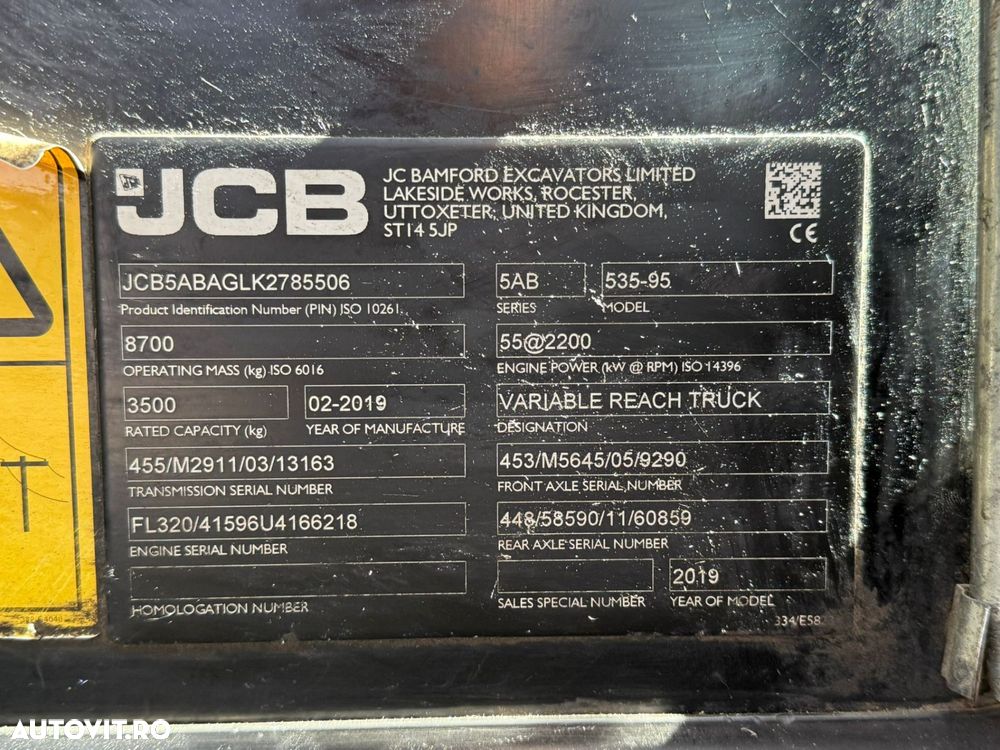 JCB
JC BAMFORD EXCAVATORS LIMITED
LAKESIDE WORKS, ROCESTER,
UTTOXETER, UNITED KINGDOM,
ST14 5JP
CE
JCB5ABAGLK2785506
Product Identification Number (PIN) ISO 10261
5AB
SERIES
535-95
MODEL
8700
OPERATING MASS (kg) ISO 6016
55@2200
ENGINE POWER (kW @ RPM) ISO 14396
3500
RATED CAPACITY (kg)
02-2019
YEAR OF MANUFACTURE
VARIABLE REACH TRUCK
DESIGNATION
455/M2911/03/13163
TRANSMISSION SERIAL NUMBER
453/M5645/05/9290
FRONT AXLE SERIAL NUMBER
FL320/41596U4166218
ENGINE SERIAL NUMBER
448/58590/11/60859
REAR AXLE SERIAL NUMBER
HOMOLOGATION NUMBER
SALES SPECIAL NUMBER
2019
YEAR OF MODEL
AUTOVIT.RO